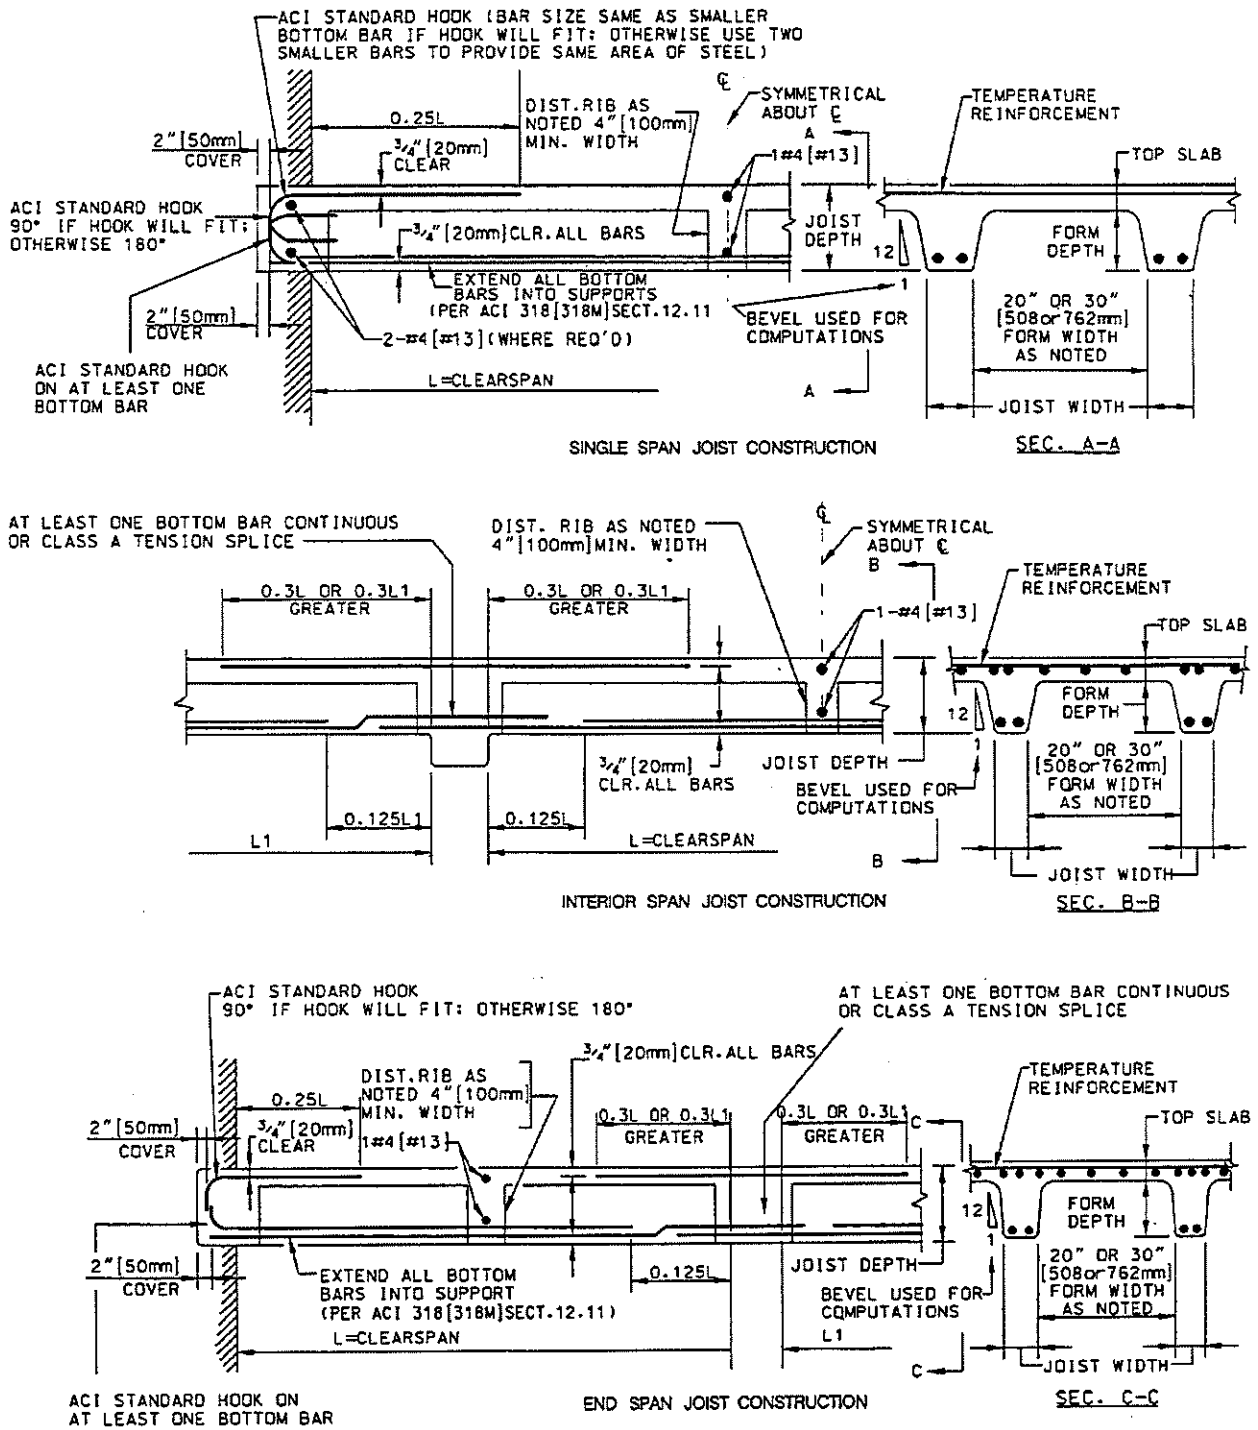 ACI STANDARD HOOK (BAR SIZE SAME AS SMALLER
BOTTOM BAR IF HOOK WILL FIT: OTHERWISE USE TWO
SMALLER BARS TO PROVIDE SAME AREA OF STEEL)
0.25L
DIST.RIB AS
NOTED 4"[100mm]
MIN. WIDTH
℄
SYMMETRICAL
ABOUT ℄
A
TEMPERATURE
REINFORCEMENT
2"[50mm]
COVER
3/4"[20mm]
CLEAR
1#4[#13]
TOP SLAB
ACI STANDARD HOOK
90° IF HOOK WILL FIT:
OTHERWISE 180°
3/4"[20mm]CLR.ALL BARS
JOIST
DEPTH
FORM
DEPTH
12
1
EXTEND ALL BOTTOM
BARS INTO SUPPORTS
(PER ACI 318[318M]SECT.12.11
2"[50mm]
COVER
2-#4[#13](WHERE REQ'D)
BEVEL USED FOR
COMPUTATIONS
20" OR 30"
[508or762mm]
FORM WIDTH
AS NOTED
ACI STANDARD HOOK
ON AT LEAST ONE
BOTTOM BAR
L=CLEARSPAN
A
JOIST WIDTH
SINGLE SPAN JOIST CONSTRUCTION
SEC. A-A
AT LEAST ONE BOTTOM BAR CONTINUOUS
OR CLASS A TENSION SPLICE
DIST. RIB AS NOTED
4"[100mm]MIN. WIDTH
℄
SYMMETRICAL
ABOUT ℄
B
TEMPERATURE
REINFORCEMENT
0.3L OR 0.3L1
GREATER
0.3L OR 0.3L1
GREATER
1-#4[#13]
TOP SLAB
FORM
DEPTH
12
1
3/4"[20mm]
CLR.ALL BARS
JOIST DEPTH
BEVEL USED FOR
COMPUTATIONS
20" OR 30"
[508or762mm]
FORM WIDTH
AS NOTED
0.125L1
0.125L
L1
L=CLEARSPAN
B
JOIST WIDTH
INTERIOR SPAN JOIST CONSTRUCTION
SEC. B-B
ACI STANDARD HOOK
90° IF HOOK WILL FIT: OTHERWISE 180°
AT LEAST ONE BOTTOM BAR CONTINUOUS
OR CLASS A TENSION SPLICE
3/4"[20mm]CLR.ALL BARS
DIST.RIB AS
NOTED 4"[100mm]
MIN. WIDTH
TEMPERATURE
REINFORCEMENT
0.25L
0.3L OR 0.3L1
GREATER
0.3L OR 0.3L1
GREATER
C
TOP SLAB
2"[50mm]
COVER
3/4"[20mm]
CLEAR
1#4[#13]
FORM
DEPTH
12
1
2"[50mm]
COVER
EXTEND ALL BOTTOM
BARS INTO SUPPORT
(PER ACI 318[318M]SECT.12.11)
0.125L
JOIST DEPTH
BEVEL USED FOR
COMPUTATIONS
20" OR 30"
[508or762mm]
FORM WIDTH
AS NOTED
L=CLEARSPAN
L1
C
JOIST WIDTH
ACI STANDARD HOOK ON
AT LEAST ONE BOTTOM BAR
END SPAN JOIST CONSTRUCTION
SEC. C-C